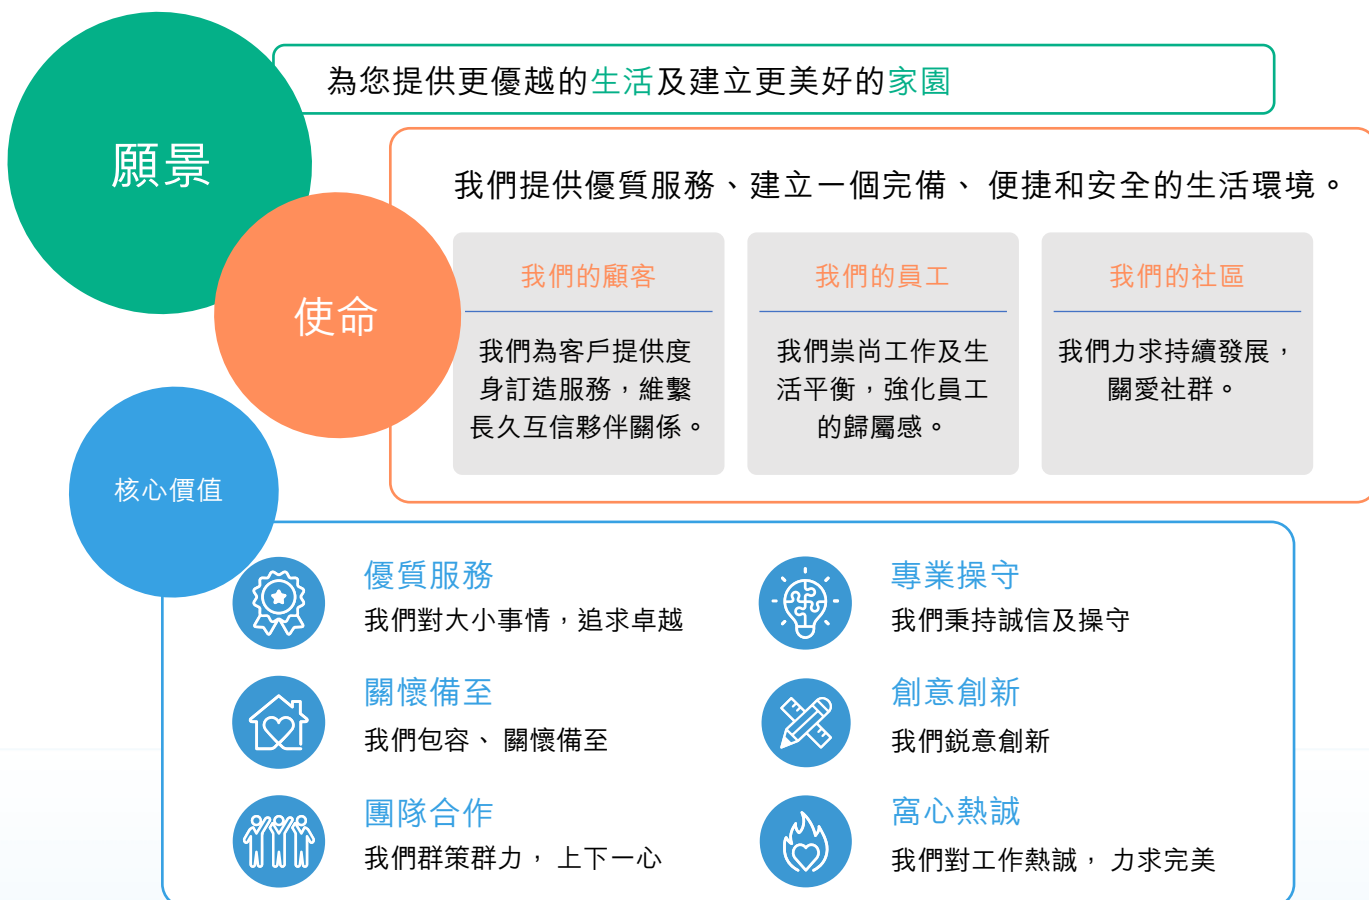 願景
為您提供更優越的生活及建立更美好的家園
使命
我們提供優質服務、建立一個完備、 便捷和安全的生活環境。
我們的顧客
我們為客戶提供度
身訂造服務，維繫
長久互信夥伴關係。
我們的員工
我們祟尚工作及生
活平衡，強化員工
的歸屬感。
我們的社區
我們力求持續發展，
關愛社群。
核心價值
優質服務
我們對大小事情，追求卓越
專業操守
我們秉持誠信及操守
關懷備至
我們包容、 關懷備至
創意創新
我們鋭意創新
團隊合作
我們群策群力， 上下一心
窩心熱誠
我們對工作熱誠， 力求完美